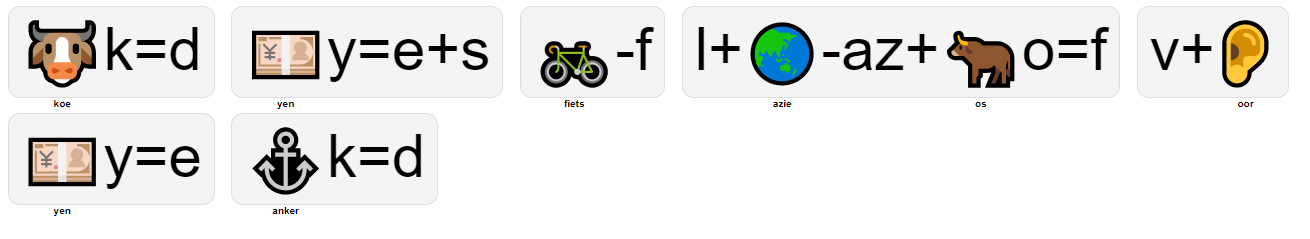 k=d y=e+s -f l+ -az+ o=f v+
koe yen fiets azie os oor
y=e k=d
yen anker